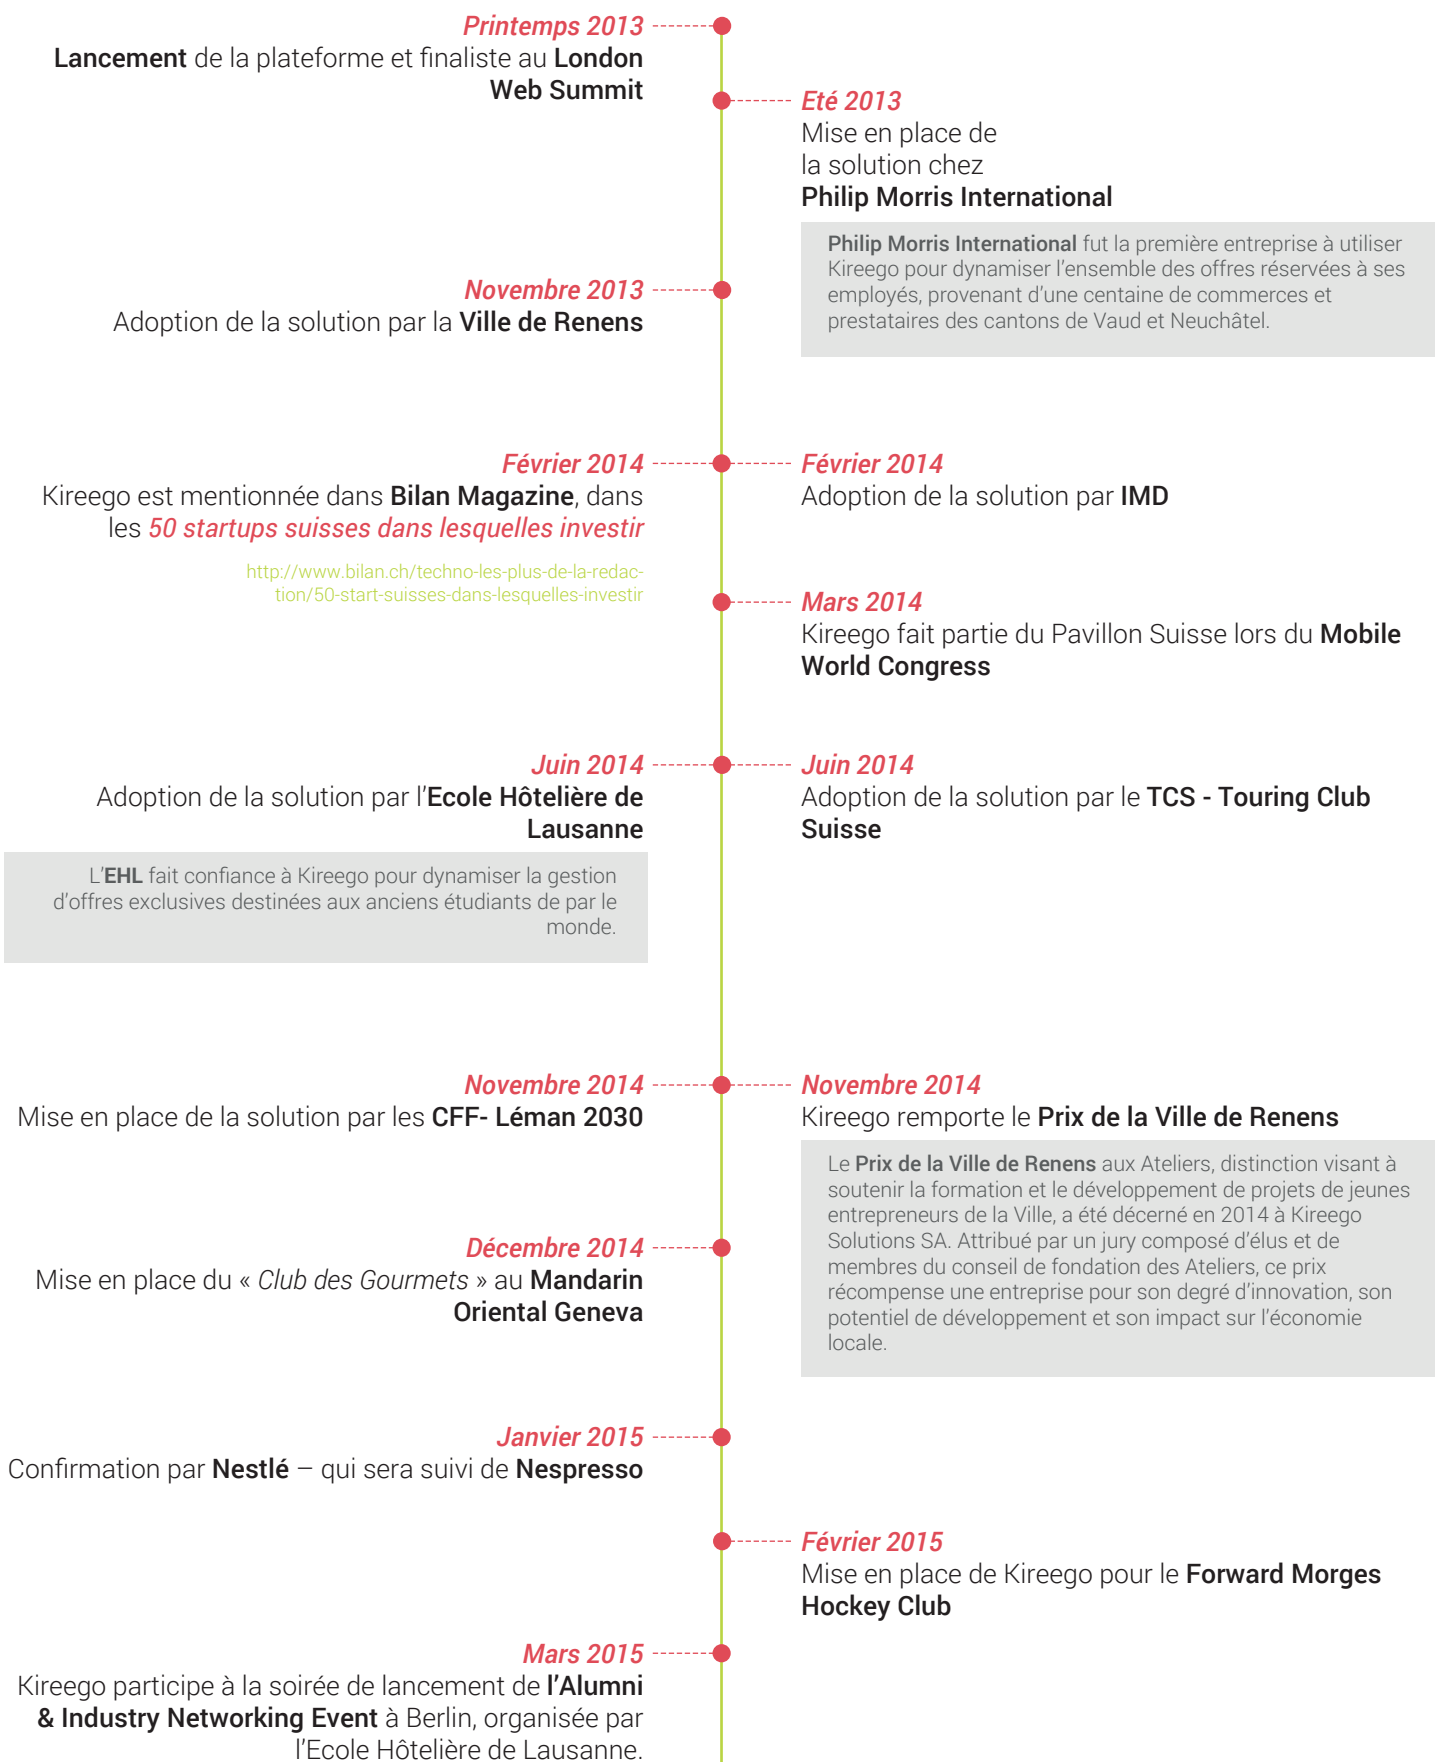 Printemps 2013
Lancement de la plateforme et finaliste au London
Web Summit
Eté 2013
Mise en place de
la solution chez
Philip Morris International
Philip Morris International fut la première entreprise à utiliser
Kireego pour dynamiser l'ensemble des offres réservées à ses
employés, provenant d'une centaine de commerces et
prestataires des cantons de Vaud et Neuchâtel.
Novembre 2013
Adoption de la solution par la Ville de Renens
Février 2014
Kireego est mentionnée dans Bilan Magazine, dans
les 50 startups suisses dans lesquelles investir
http://www.bilan.ch/techno-les-plus-de-la-redac-
tion/50-start-suisses-dans-lesquelles-investir
Février 2014
Adoption de la solution par IMD
Mars 2014
Kireego fait partie du Pavillon Suisse lors du Mobile
World Congress
Juin 2014
Adoption de la solution par l'Ecole Hôtelière de
Lausanne
L'EHL fait confiance à Kireego pour dynamiser la gestion
d'offres exclusives destinées aux anciens étudiants de par le
monde.
Juin 2014
Adoption de la solution par le TCS - Touring Club
Suisse
Novembre 2014
Mise en place de la solution par les CFF- Léman 2030
Novembre 2014
Kireego remporte le Prix de la Ville de Renens
Le Prix de la Ville de Renens aux Ateliers, distinction visant à
soutenir la formation et le développement de projets de jeunes
entrepreneurs de la Ville, a été décerné en 2014 à Kireego
Solutions SA. Attribué par un jury composé d'élus et de
membres du conseil de fondation des Ateliers, ce prix
récompense une entreprise pour son degré d'innovation, son
potentiel de développement et son impact sur l'économie
locale.
Décembre 2014
Mise en place du « Club des Gourmets » au Mandarin
Oriental Geneva
Janvier 2015
Confirmation par Nestlé – qui sera suivi de Nespresso
Février 2015
Mise en place de Kireego pour le Forward Morges
Hockey Club
Mars 2015
Kireego participe à la soirée de lancement de l'Alumni
& Industry Networking Event à Berlin, organisée par
l'Ecole Hôtelière de Lausanne.